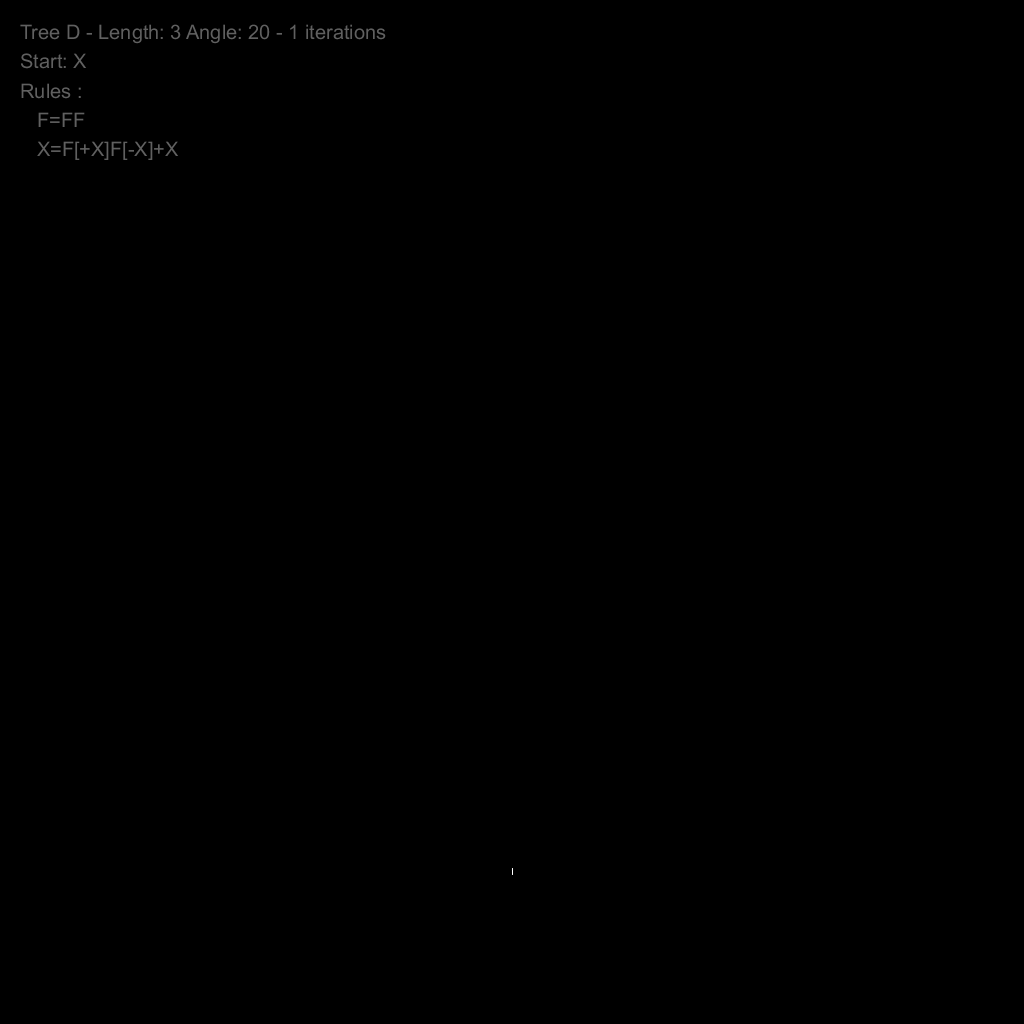 Tree D - Length: 3 Angle: 20 - 1 iterations
Start: X
Rules :
F=FF
X=F[+X]F[-X]+X